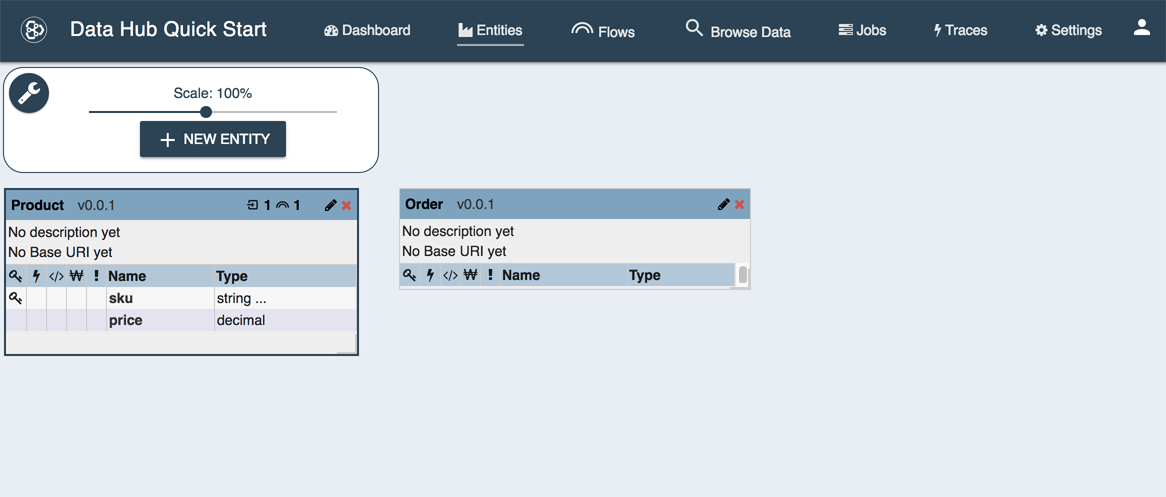 Data Hub Quick Start Dashboard Entities Flows Browse Data Jobs Traces Settings
Scale: 100%
NEW ENTITY
Product v0.0.1 1 1
No description yet
No Base URI yet
</> ₩ ! Name Type
sku string ...
price decimal
Order v0.0.1
No description yet
No Base URI yet
</> ₩ ! Name Type